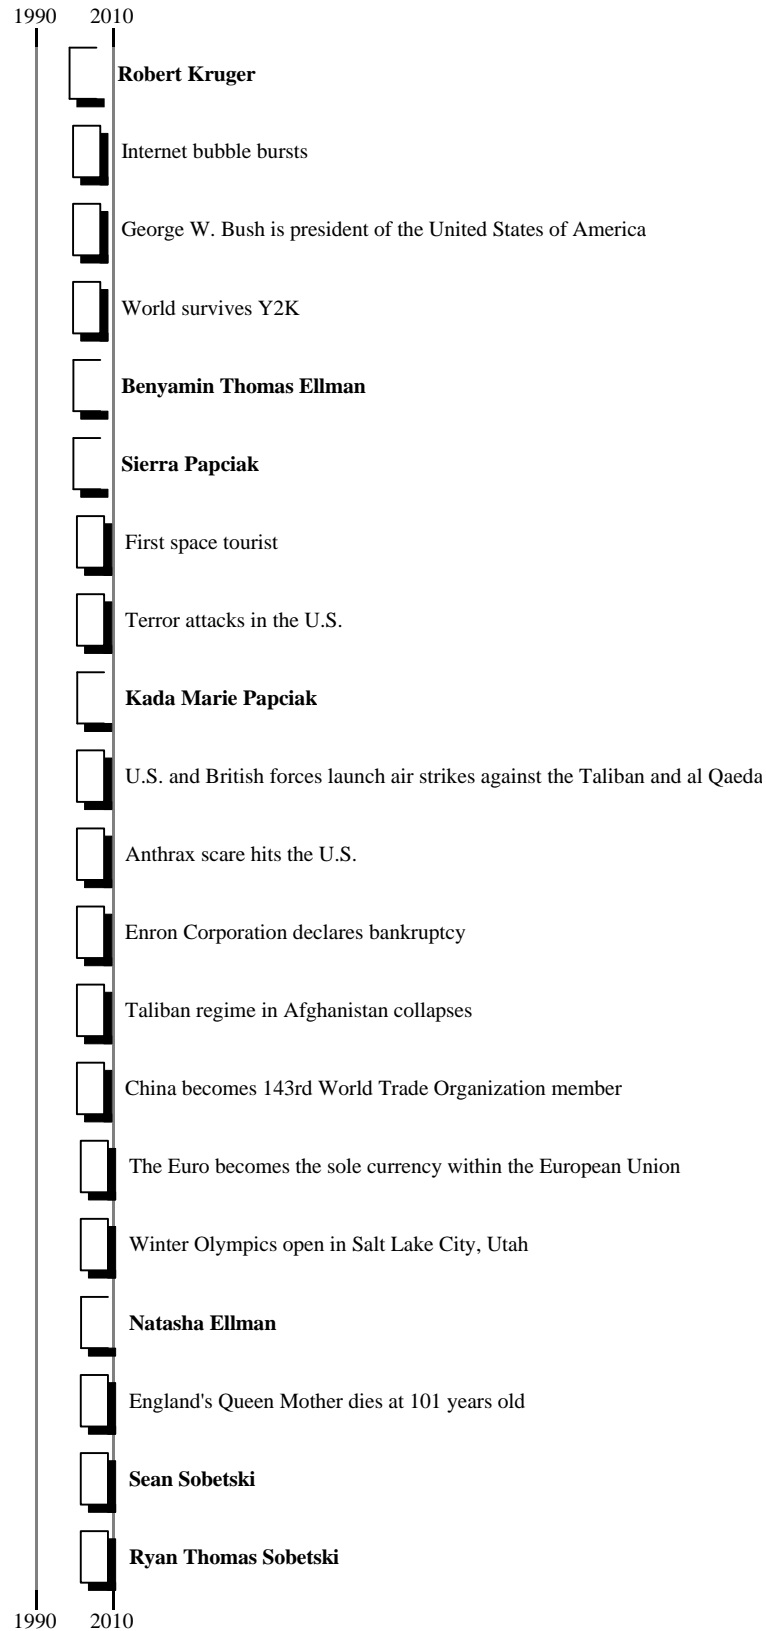 1990 2010
Robert Kruger
Internet bubble bursts
George W. Bush is president of the United States of America
World survives Y2K
Benyamin Thomas Ellman
Sierra Papciak
First space tourist
Terror attacks in the U.S.
Kada Marie Papciak
U.S. and British forces launch air strikes against the Taliban and al Qaeda
Anthrax scare hits the U.S.
Enron Corporation declares bankruptcy
Taliban regime in Afghanistan collapses
China becomes 143rd World Trade Organization member
The Euro becomes the sole currency within the European Union
Winter Olympics open in Salt Lake City, Utah
Natasha Ellman
England's Queen Mother dies at 101 years old
Sean Sobetski
Ryan Thomas Sobetski
1990 2010